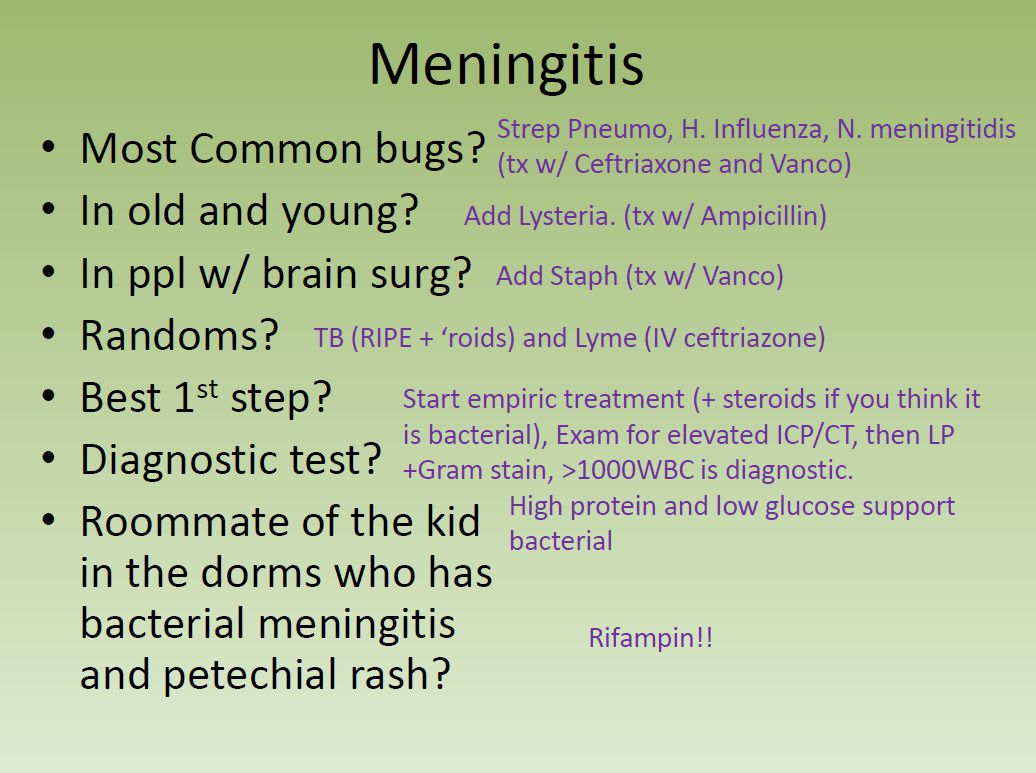 Meningitis
• Most Common bugs?
Strep Pneumo, H. Influenza, N. meningitidis
(tx w/ Ceftriaxone and Vanco)
• In old and young?
Add Lysteria. (tx w/ Ampicillin)
• In ppl w/ brain surg?
Add Staph (tx w/ Vanco)
• Randoms?
TB (RIPE + ‘roids) and Lyme (IV ceftriazone)
• Best 1st step?
Start empiric treatment (+ steroids if you think it
is bacterial), Exam for elevated ICP/CT, then LP
• Diagnostic test?
+Gram stain, >1000WBC is diagnostic.
High protein and low glucose support
bacterial
• Roommate of the kid
in the dorms who has
bacterial meningitis
and petechial rash?
Rifampin!!